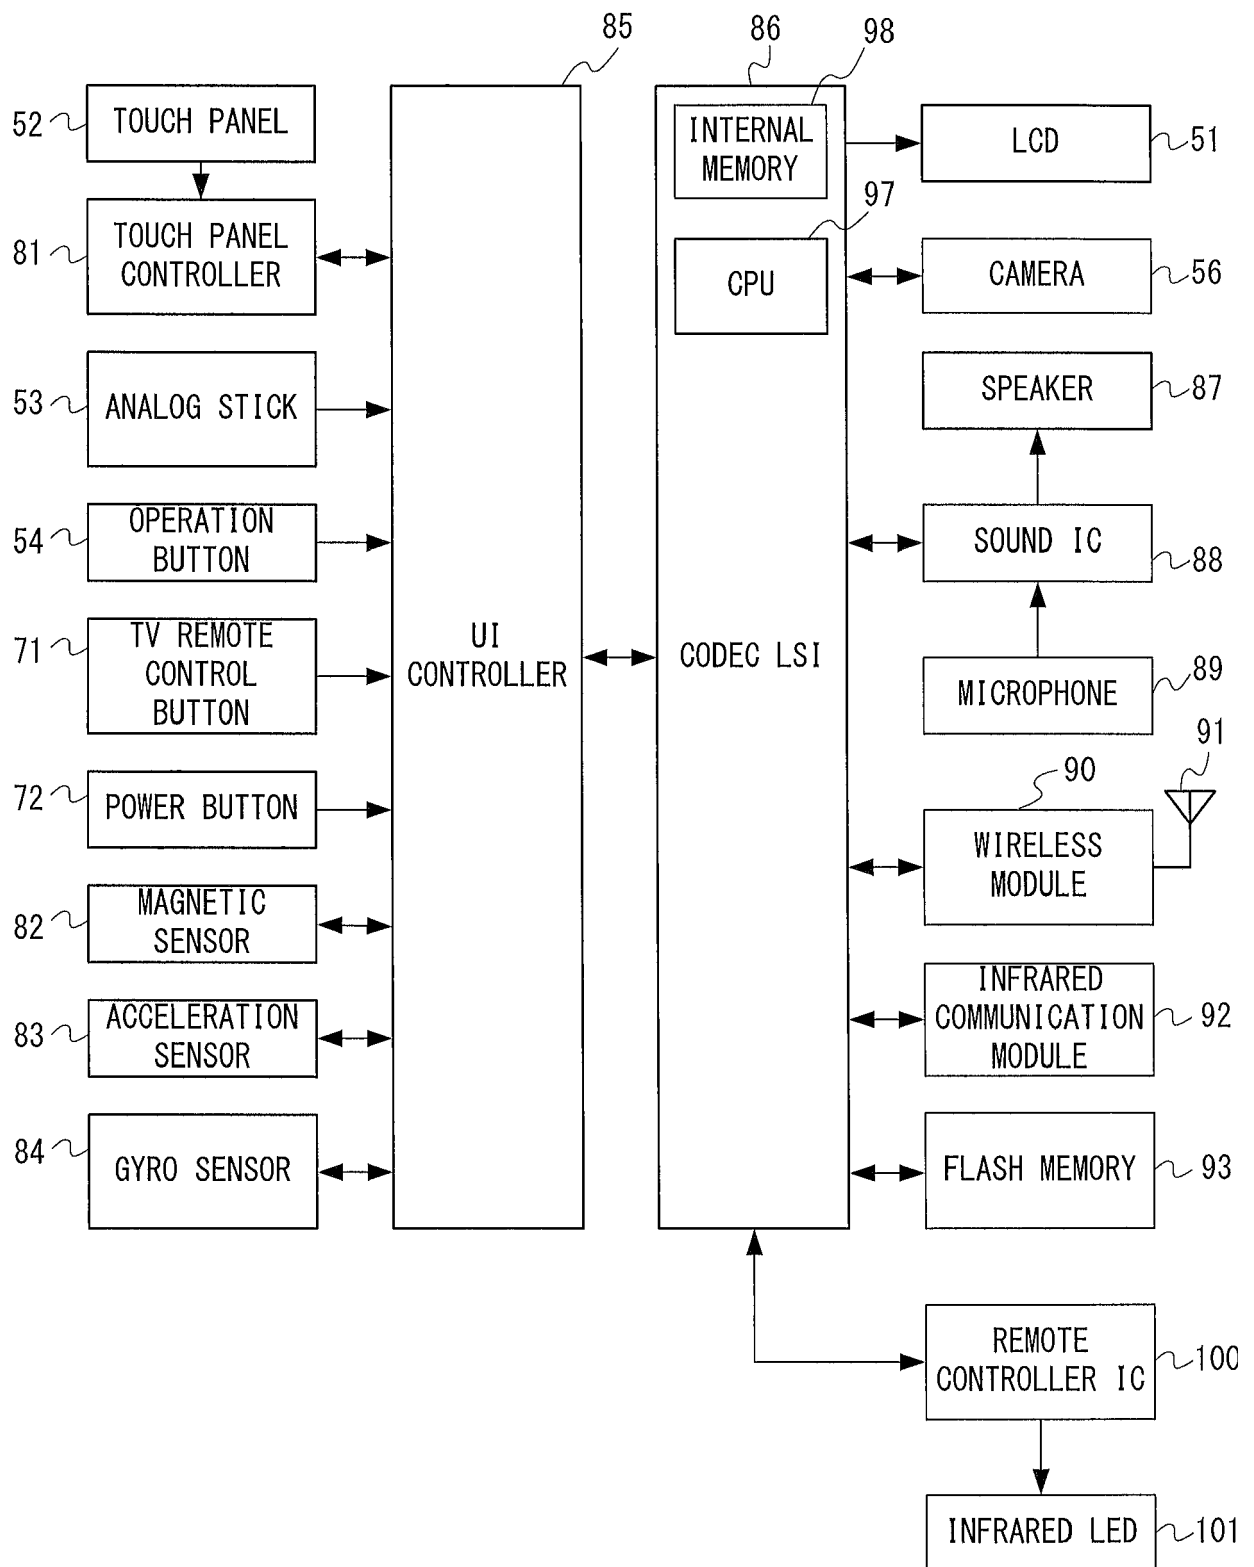 85
86
98
52
TOUCH PANEL
INTERNAL
MEMORY
LCD
51
81
TOUCH PANEL
CONTROLLER
97
CPU
CAMERA
56
53
ANALOG STICK
SPEAKER
87
54
OPERATION
BUTTON
SOUND IC
88
71
TV REMOTE
CONTROL
BUTTON
UI
CONTROLLER
CODEC LSI
MICROPHONE
89
91
90
72
POWER BUTTON
WIRELESS
MODULE
82
MAGNETIC
SENSOR
83
ACCELERATION
SENSOR
INFRARED
COMMUNICATION
MODULE
92
84
GYRO SENSOR
FLASH MEMORY
93
REMOTE
CONTROLLER IC
100
INFRARED LED
101